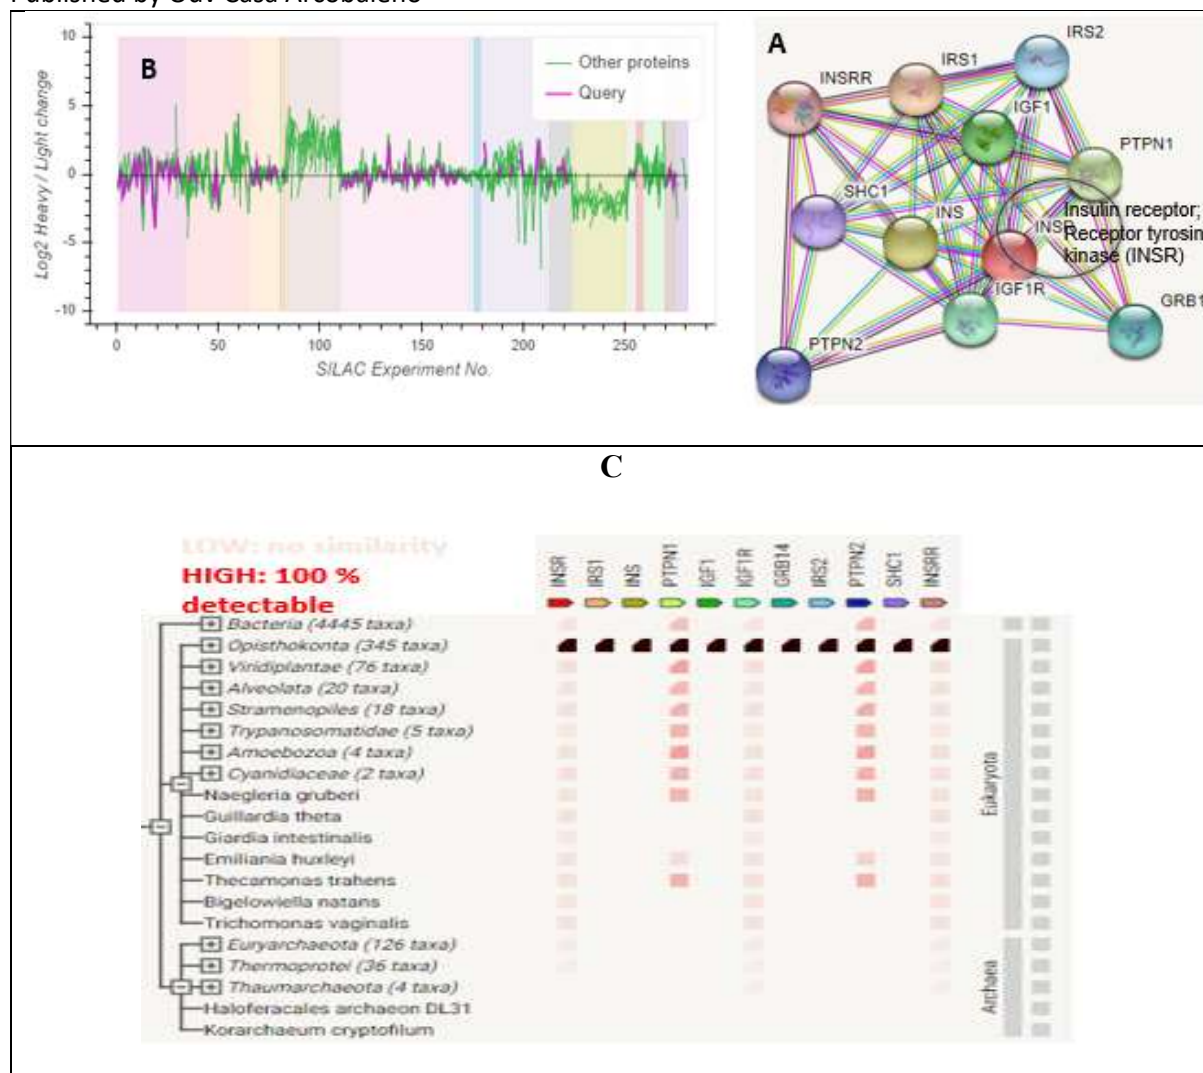 Published by Odv Casa Arcobaleno
B
Other proteins
Query
Log2 Heavy / Light change
10
5
0
-5
-10
0
50
100
150
200
250
SILAC Experiment No.
A
IRS2
IRS1
INSRR
IGF1
PTPN1
SHC1
INS
INSR
Insulin receptor;
Receptor tyrosin
kinase (INSR)
IGF1R
GRB1
PTPN2
C
LOW: no similarity
HIGH: 100 %
detectable
INSR
IRS1
INS
PTPN1
IGF1
IGF1R
GRB14
IRS2
PTPN2
SHC1
INSRR
Bacteria (4445 taxa)
Opisthokonta (345 taxa)
Viridiplantae (76 taxa)
Alveolata (20 taxa)
Stramenopiles (18 taxa)
Trypanosomatidae (5 taxa)
Amoebozoa (4 taxa)
Cyanidiaceae (2 taxa)
Naegleria gruberi
Guillardia theta
Giardia intestinalis
Emiliania huxleyi
Thecamonas trahens
Bigelowiella natans
Trichomonas vaginalis
Euryarchaeota (126 taxa)
Thermoprotei (36 taxa)
Thaumarchaeota (4 taxa)
Haloferacales archaeon DL31
Korarchaeum cryptofilum
Eukaryota
Archaea